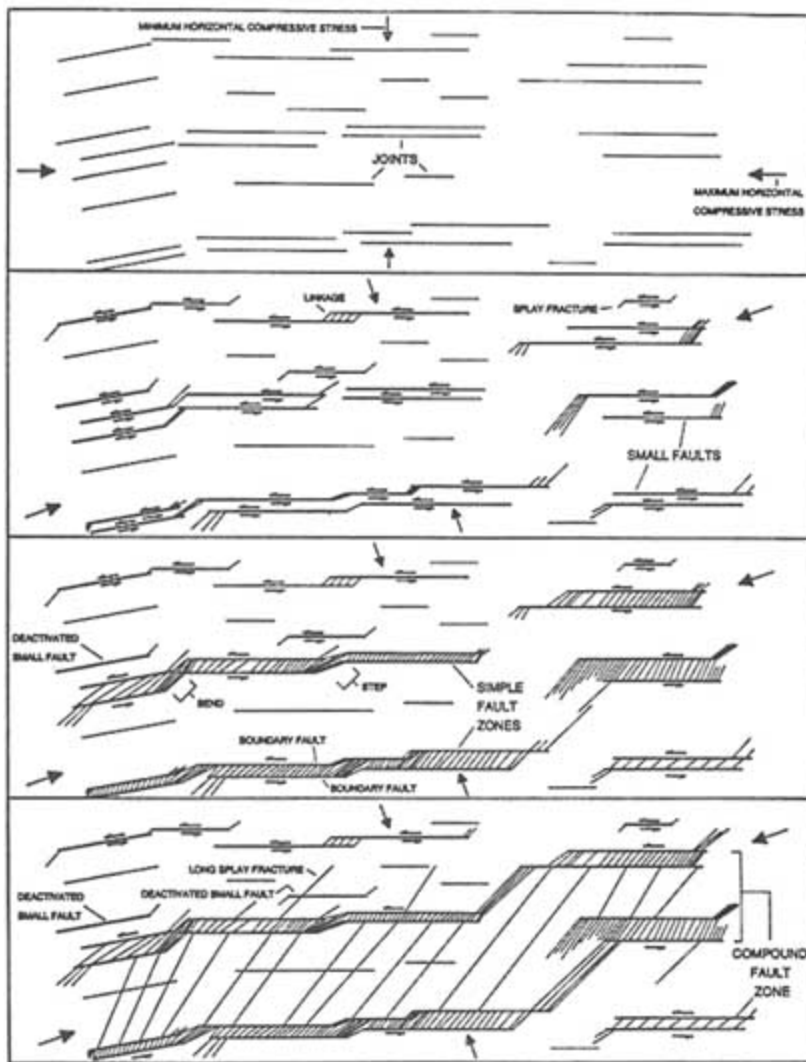 MINIMUM HORIZONTAL COMPRESSIVE STRESS
JOINTS
MAXIMUM HORIZONTAL
COMPRESSIVE STRESS
LINKAGE
SPLAY FRACTURE
SMALL FAULTS
DEACTIVATED
SMALL FAULT
BEND
STEP
SIMPLE
FAULT
ZONES
BOUNDARY FAULT
BOUNDARY FAULT
LONG SPLAY FRACTURE
DEACTIVATED SMALL FAULT
DEACTIVATED
SMALL FAULT
COMPOUND
FAULT
ZONE